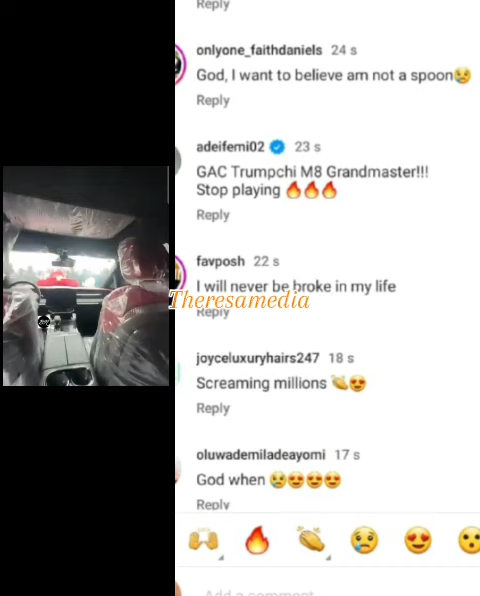 Reply
onlyone_faithdaniels 24 s
God, I want to believe am not a spoon😢
Reply
adeifemi02 23 s
GAC Trumpchi M8 Grandmaster!!!
Stop playing 🔥🔥🔥
Reply
favposh 22 s
I will never be broke in my life
Theresamedia
Reply
joyceluxuryhairs247 18 s
Screaming millions 👏😍
Reply
oluwademiladeayomi 17 s
God when 😢😍😍😍
Reply
🙌 🔥 👏 😢 😍 😮
Add a comment